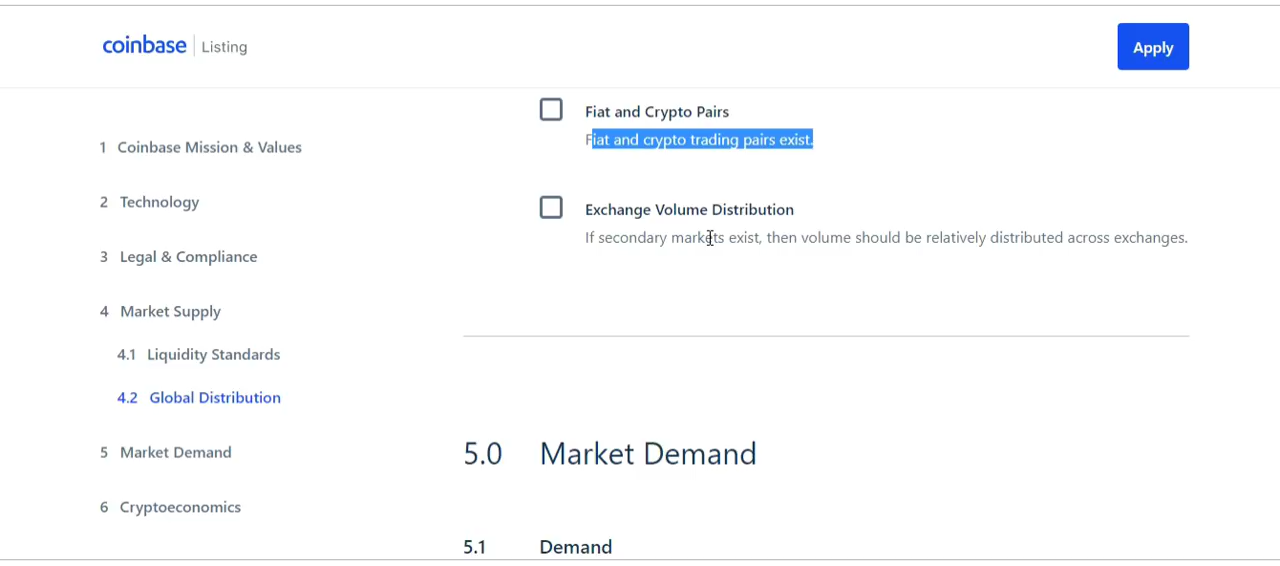 coinbase Listing
Apply
1 Coinbase Mission & Values
2 Technology
3 Legal & Compliance
4 Market Supply
4.1 Liquidity Standards
4.2 Global Distribution
5 Market Demand
6 Cryptoeconomics
Fiat and Crypto Pairs
Fiat and crypto trading pairs exist.
Exchange Volume Distribution
If secondary markets exist, then volume should be relatively distributed across exchanges.
5.0 Market Demand
5.1 Demand